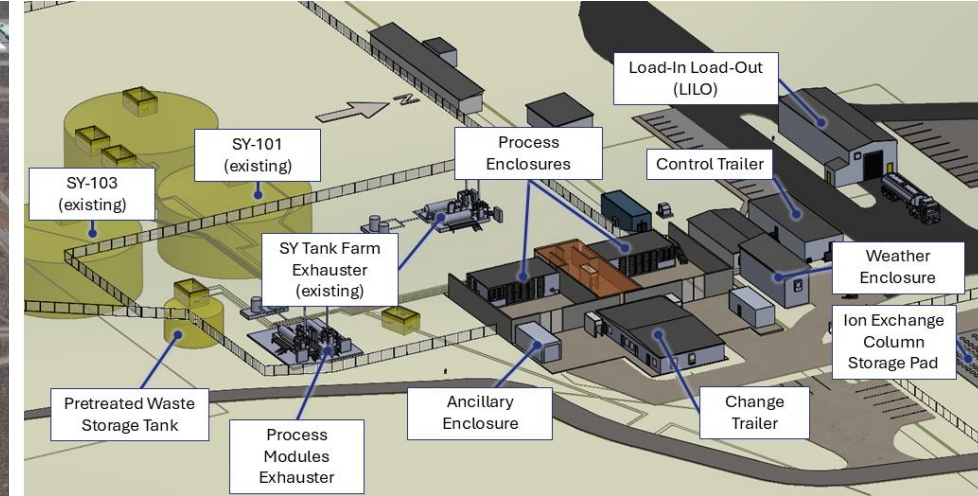 Load-In Load-Out
(LILO)
SY-101
(existing)
Process
Enclosures
Control Trailer
SY-103
(existing)
N
SY Tank Farm
Exhauster
(existing)
Weather
Enclosure
Ion Exchange
Column
Storage Pad
Pretreated Waste
Storage Tank
Process
Modules
Exhauster
Ancillary
Enclosure
Change
Trailer